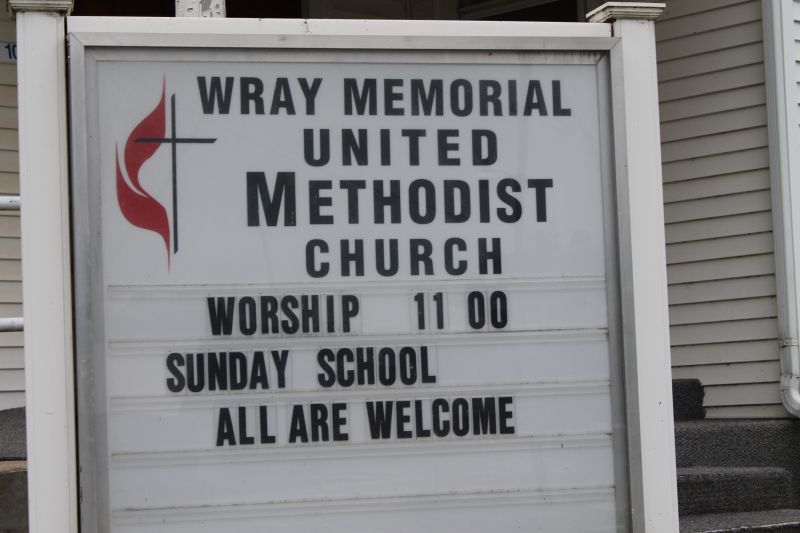 WRAY MEMORIAL
UNITED
METHODIST
CHURCH
WORSHIP 11 00
SUNDAY SCHOOL
ALL ARE WELCOME